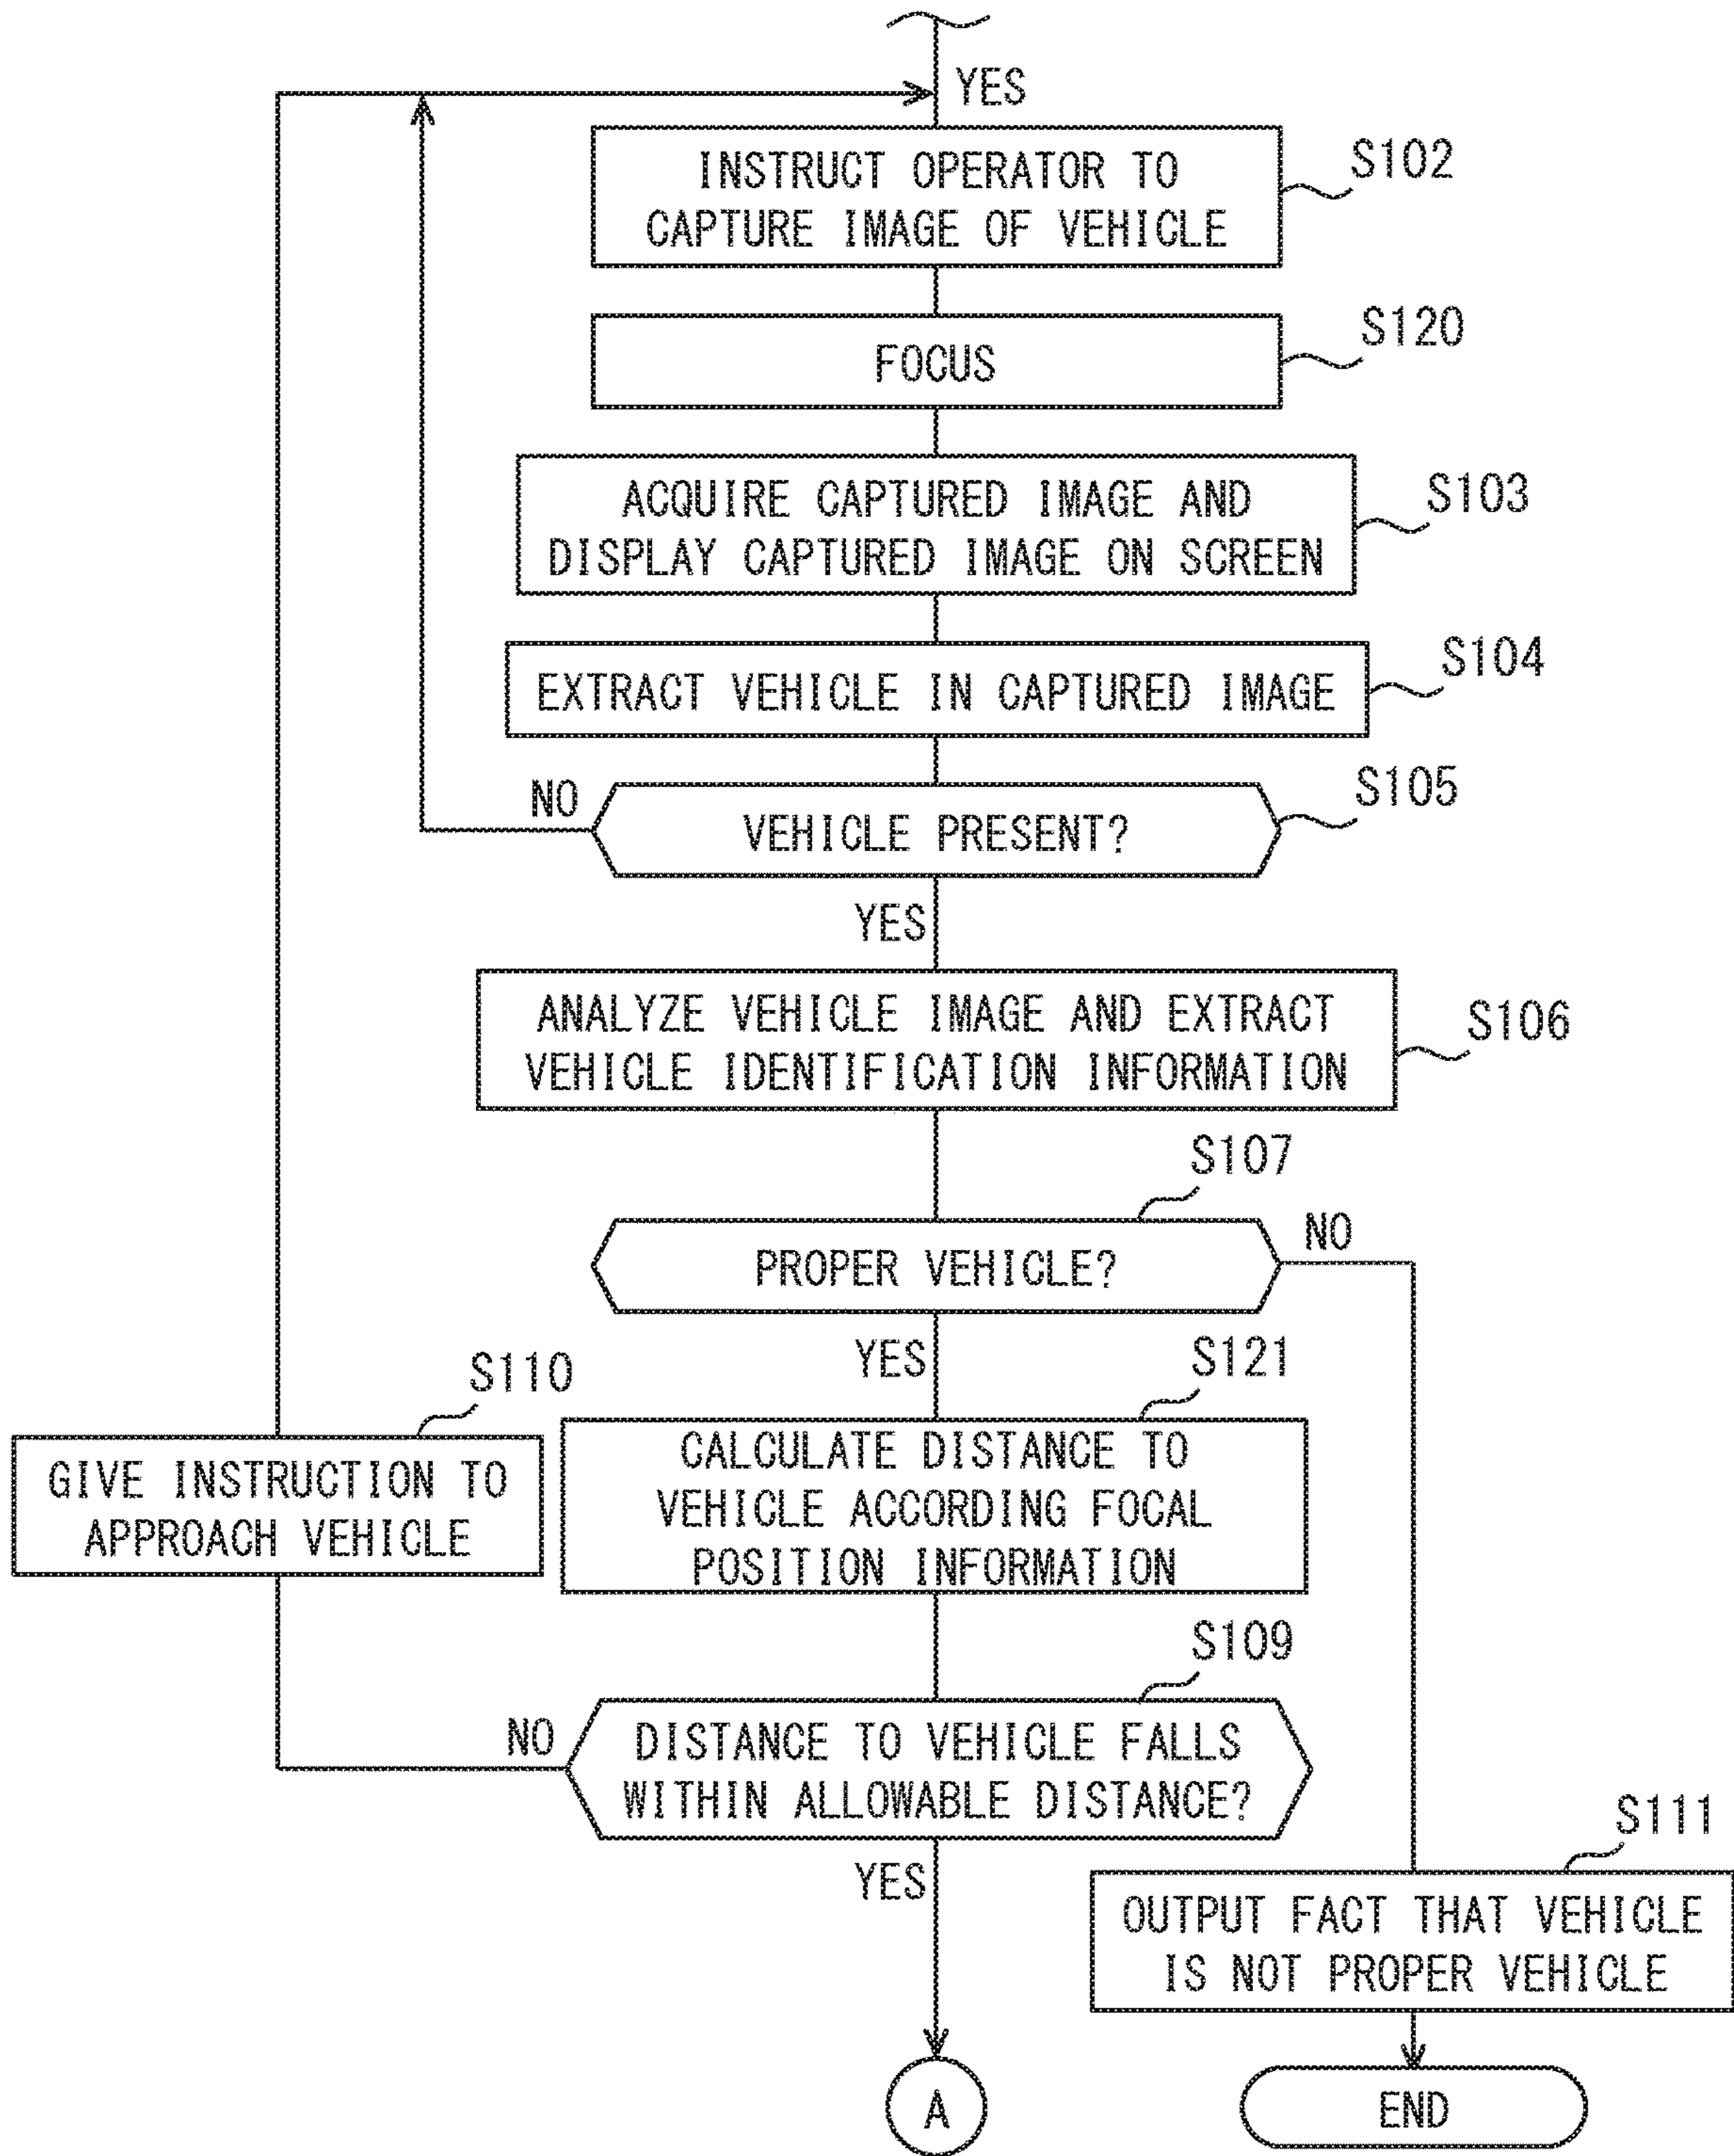 YES
INSTRUCT OPERATOR TO
CAPTURE IMAGE OF VEHICLE
S102
FOCUS
S120
ACQUIRE CAPTURED IMAGE AND
DISPLAY CAPTURED IMAGE ON SCREEN
S103
EXTRACT VEHICLE IN CAPTURED IMAGE
S104
NO
VEHICLE PRESENT?
S105
YES
ANALYZE VEHICLE IMAGE AND EXTRACT
VEHICLE IDENTIFICATION INFORMATION
S106
S107
PROPER VEHICLE?
NO
YES
S121
S110
GIVE INSTRUCTION TO
APPROACH VEHICLE
CALCULATE DISTANCE TO
VEHICLE ACCORDING FOCAL
POSITION INFORMATION
S109
NO
DISTANCE TO VEHICLE FALLS
WITHIN ALLOWABLE DISTANCE?
YES
S111
OUTPUT FACT THAT VEHICLE
IS NOT PROPER VEHICLE
A
END